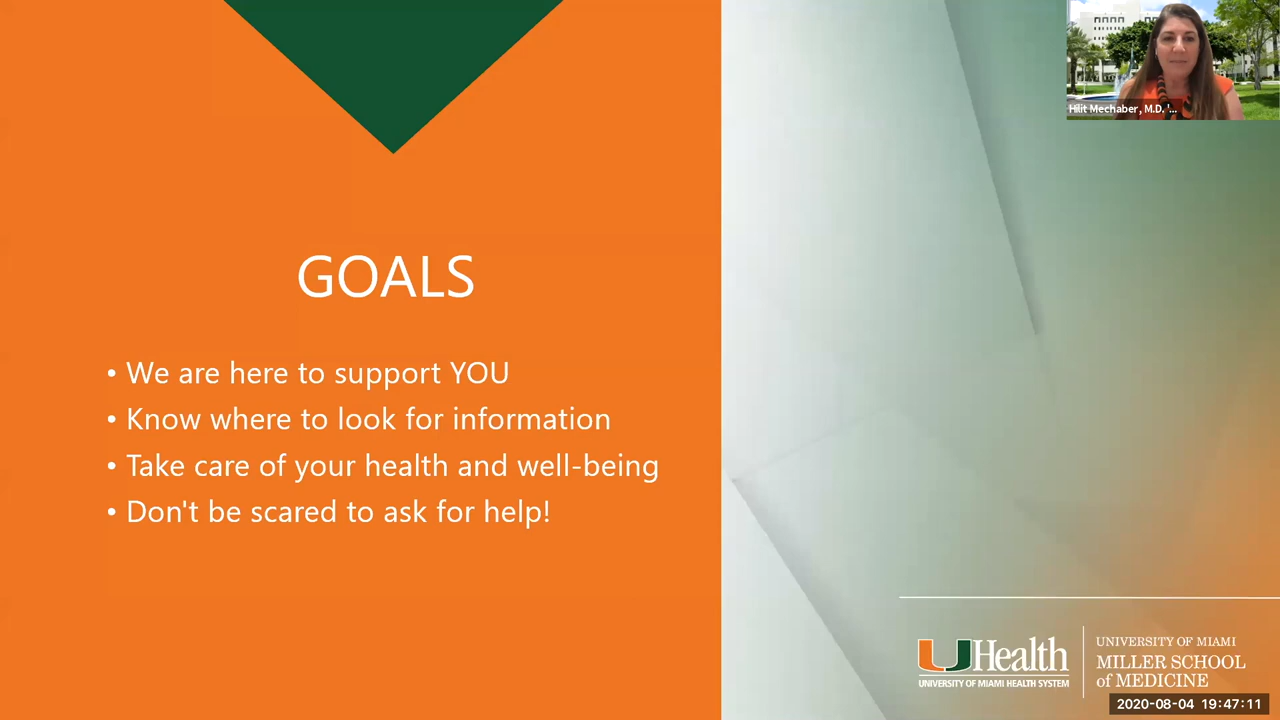 Hilit Mechaber, M.D. '...
GOALS
• We are here to support YOU
• Know where to look for information
• Take care of your health and well-being
• Don't be scared to ask for help!
UHealth
UNIVERSITY OF MIAMI HEALTH SYSTEM
UNIVERSITY OF MIAMI
MILLER SCHOOL
of MEDICINE
2020-08-04 19:47:11